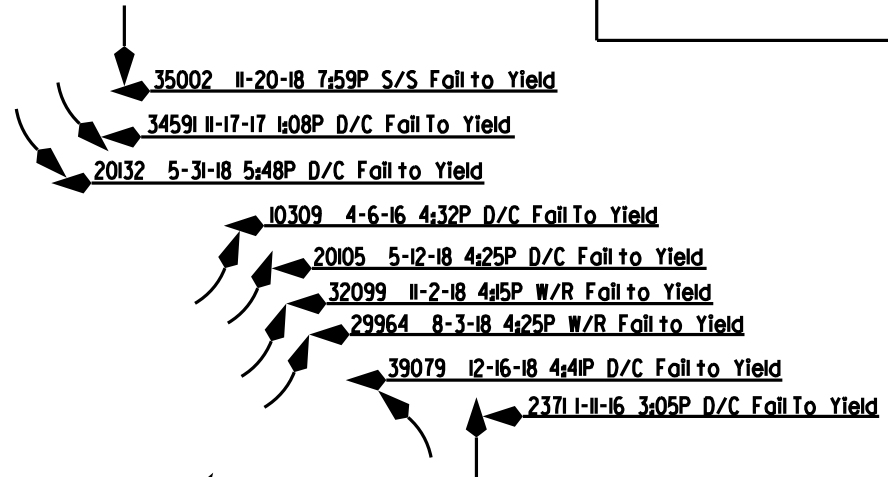 35002 11-20-18 7:59P S/S Fail to Yield
34591 11-17-17 1:08P D/C Fail To Yield
20132 5-31-18 5:48P D/C Fail to Yield
10309 4-6-16 4:32P D/C Fail To Yield
20105 5-12-18 4:25P D/C Fail to Yield
32099 11-2-18 4:15P W/R Fail to Yield
29964 8-3-18 4:25P W/R Fail to Yield
39079 12-16-18 4:41P D/C Fail to Yield
2371 1-11-16 3:05P D/C Fail To Yield